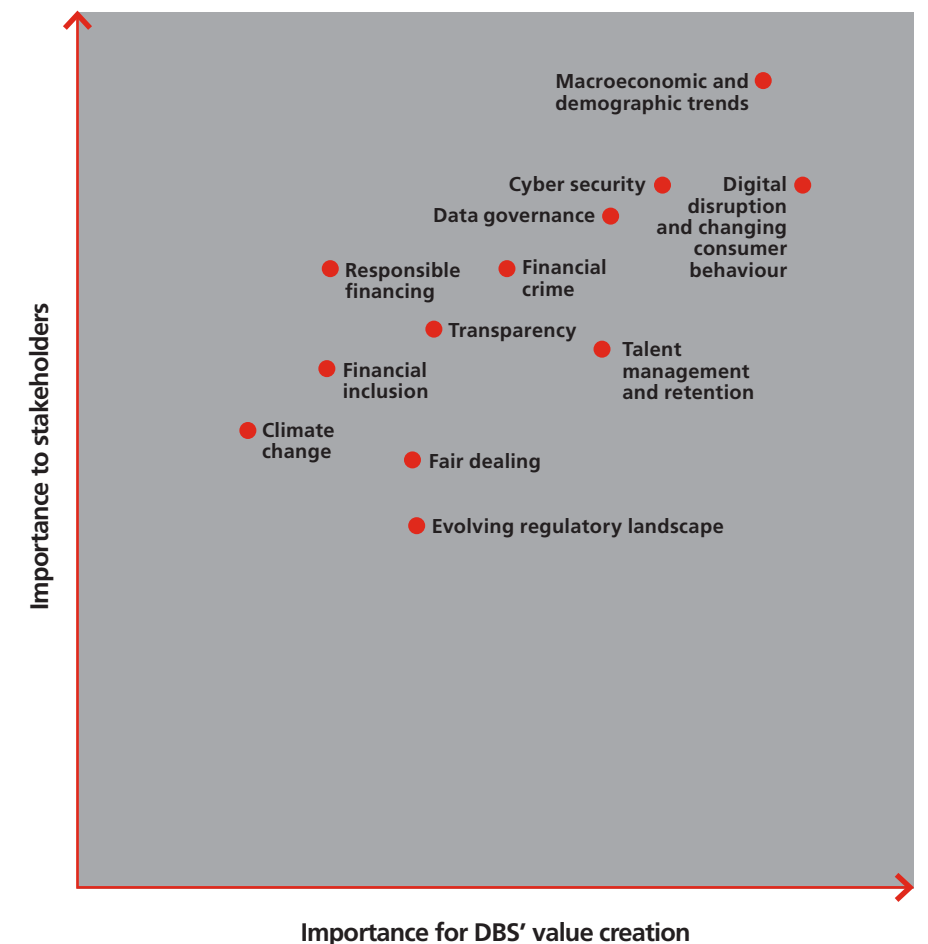 Macroeconomic and
demographic trends
Cyber security
Digital
disruption
and changing
consumer
behaviour
Data governance
Responsible
financing
Financial
crime
Transparency
Talent
management
and retention
Financial
inclusion
Climate
change
Fair dealing
Evolving regulatory landscape
Importance to stakeholders
Importance for DBS’ value creation